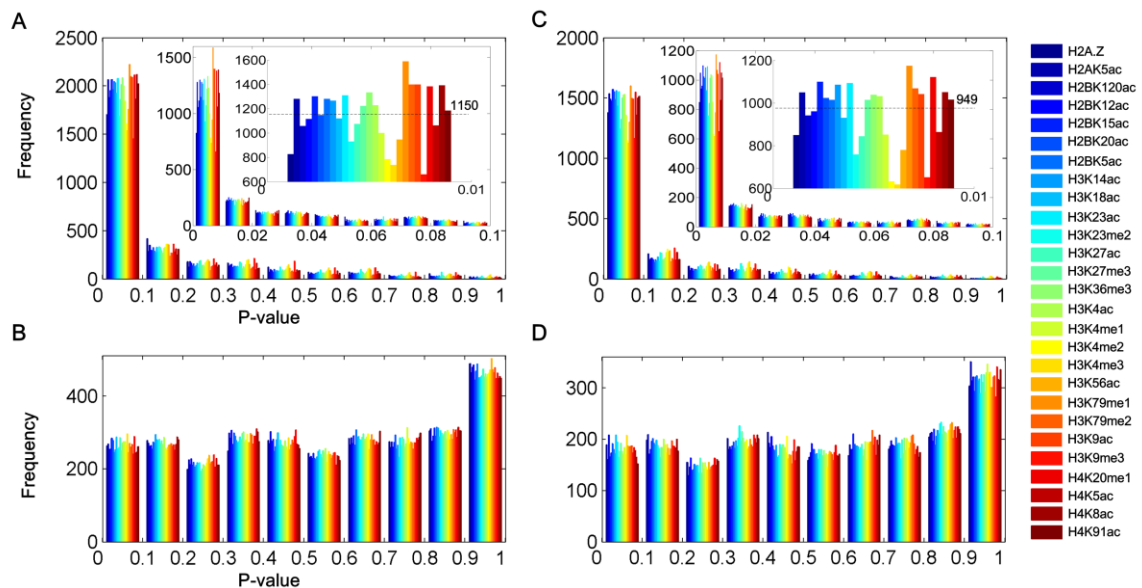 A
2500
2000
1500
1000
500
0
Frequency
0 0.1 0.2 0.3 0.4 0.5 0.6 0.7 0.8 0.9 1
P-value
1500
1000
500
0
0 0.02 0.04 0.06 0.08 0.1
1600
1400
1200
1000
800
600
0 0.01
1150
C
2000
1500
1000
500
0
0 0.1 0.2 0.3 0.4 0.5 0.6 0.7 0.8 0.9 1
1200
1000
800
600
400
200
0
0 0.02 0.04 0.06 0.08 0.1
1200
1000
800
600
0 0.01
949
B
400
200
0
Frequency
0 0.1 0.2 0.3 0.4 0.5 0.6 0.7 0.8 0.9 1
P-value
D
300
200
100
0
0 0.1 0.2 0.3 0.4 0.5 0.6 0.7 0.8 0.9 1
H2A.Z
H2AK5ac
H2BK120ac
H2BK12ac
H2BK15ac
H2BK20ac
H2BK5ac
H3K14ac
H3K18ac
H3K23ac
H3K23me2
H3K27ac
H3K27me3
H3K36me3
H3K4ac
H3K4me1
H3K4me2
H3K4me3
H3K56ac
H3K79me1
H3K79me2
H3K9ac
H3K9me3
H4K20me1
H4K5ac
H4K8ac
H4K91ac